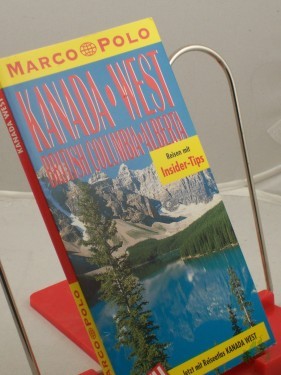 MARCO POLO
KANADA·WEST
BRITISH COLUMBIA·ALBERTA
Reisen mit
Insider-Tips
Jetzt mit Reiseatlas KANADA WEST
KANADA WEST
MARCO POLO